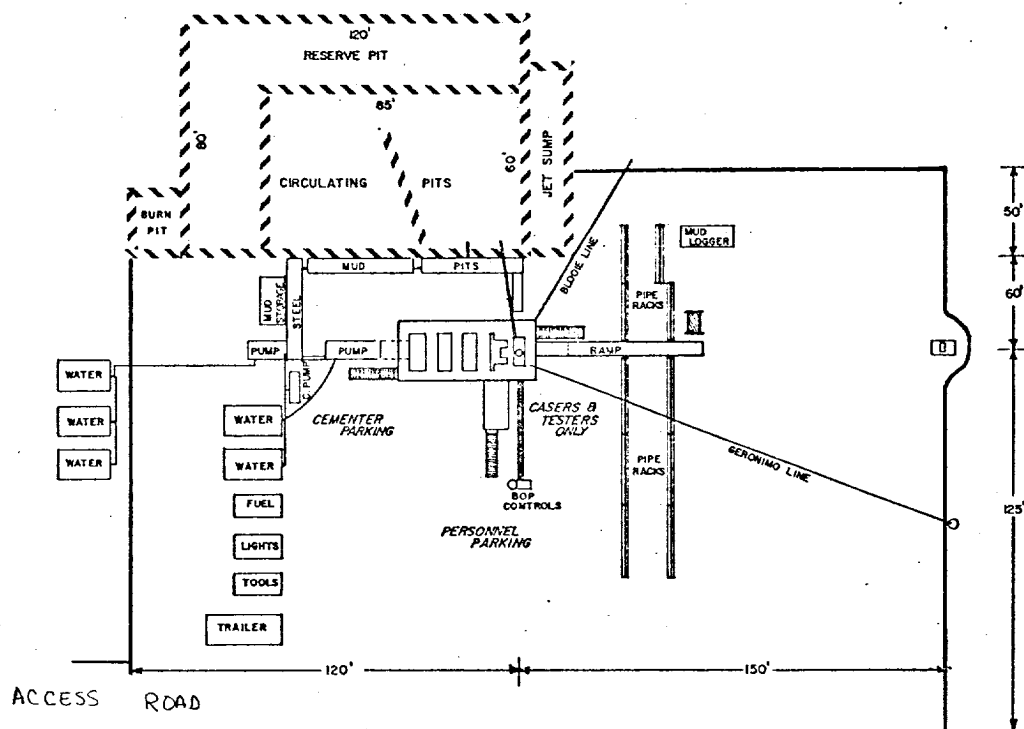 120'
RESERVE PIT
85'
80'
60'
JET SUMP
CIRCULATING PITS
BURN
PIT
50'
MUD
LOGGER
BLOOIE LINE
MUD PITS
MUD
STORAGE
STEEL
PIPE
RACKS
60'
PUMP
PUMP
RAMP
WATER
C. PUMP
WATER
WATER
WATER
WATER
CEMENTER
PARKING
CASERS &
TESTERS
ONLY
PIPE
RACKS
GERONIMO LINE
FUEL
BOP
CONTROLS
125'
PERSONNEL
PARKING
LIGHTS
TOOLS
TRAILER
120'
150'
ACCESS ROAD